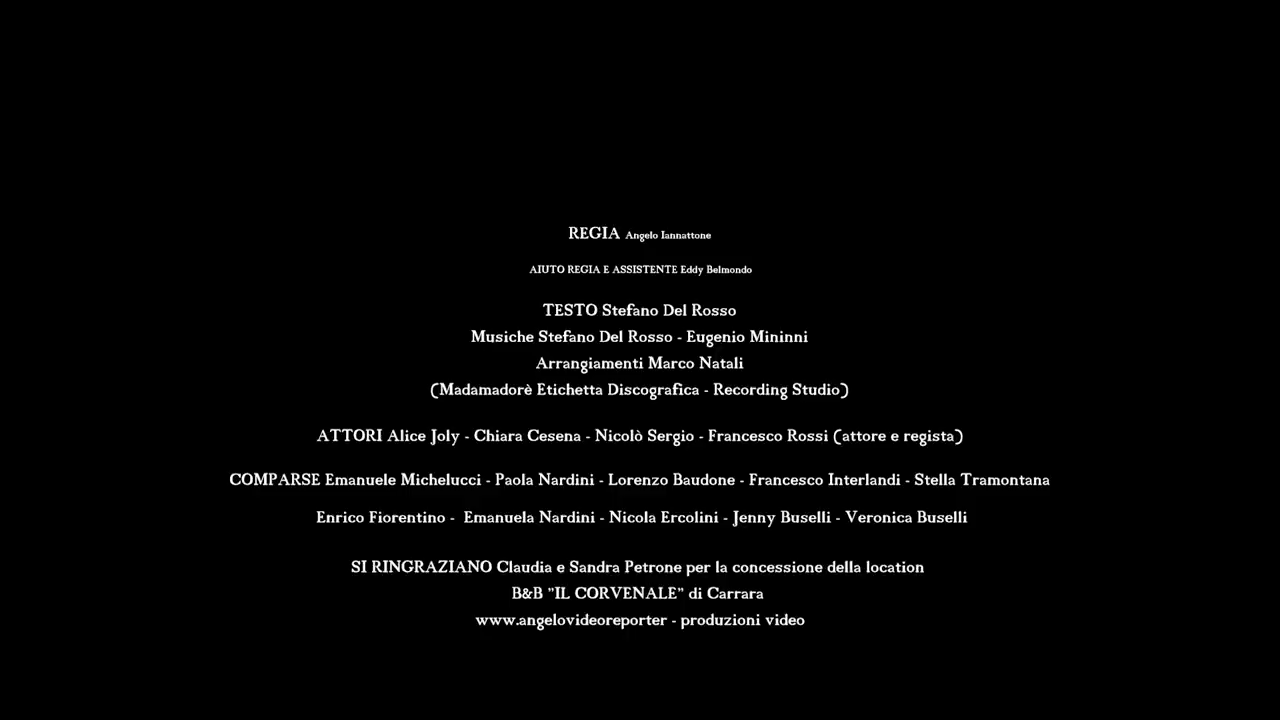 REGIA Angelo Iannattone
AIUTO REGIA E ASSISTENTE Eddy Belmondo
TESTO Stefano Del Rosso
Musiche Stefano Del Rosso - Eugenio Mininni
Arrangiamenti Marco Natali
(Madamadorè Etichetta Discografica - Recording Studio)
ATTORI Alice Joly - Chiara Cesena - Nicolò Sergio - Francesco Rossi (attore e regista)
COMPARSE Emanuele Michelucci - Paola Nardini - Lorenzo Baudone - Francesco Interlandi - Stella Tramontana
Enrico Fiorentino - Emanuela Nardini - Nicola Ercolini - Jenny Buselli - Veronica Buselli
SI RINGRAZIANO Claudia e Sandra Petrone per la concessione della location
B&B "IL CORVENALE" di Carrara
www.angelovideoreporter - produzioni video